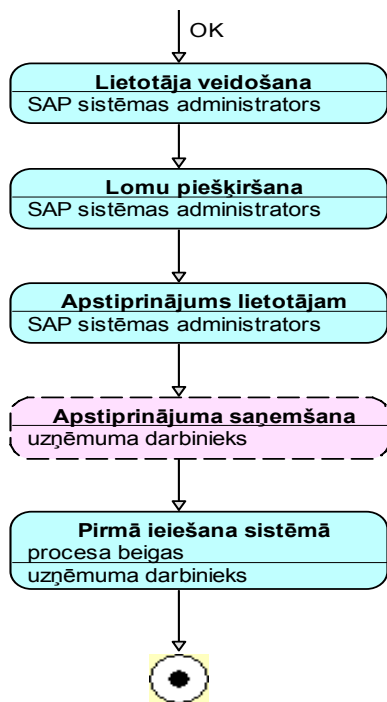 OK
Lietotāja veidošana
SAP sistēmas administrators
Lomu piešķiršana
SAP sistēmas administrators
Apstiprinājums lietotājam
SAP sistēmas administrators
Apstiprinājuma saņemšana
uzņēmuma darbinieks
Pirmā ieiešana sistēmā
procesa beigas
uzņēmuma darbinieks